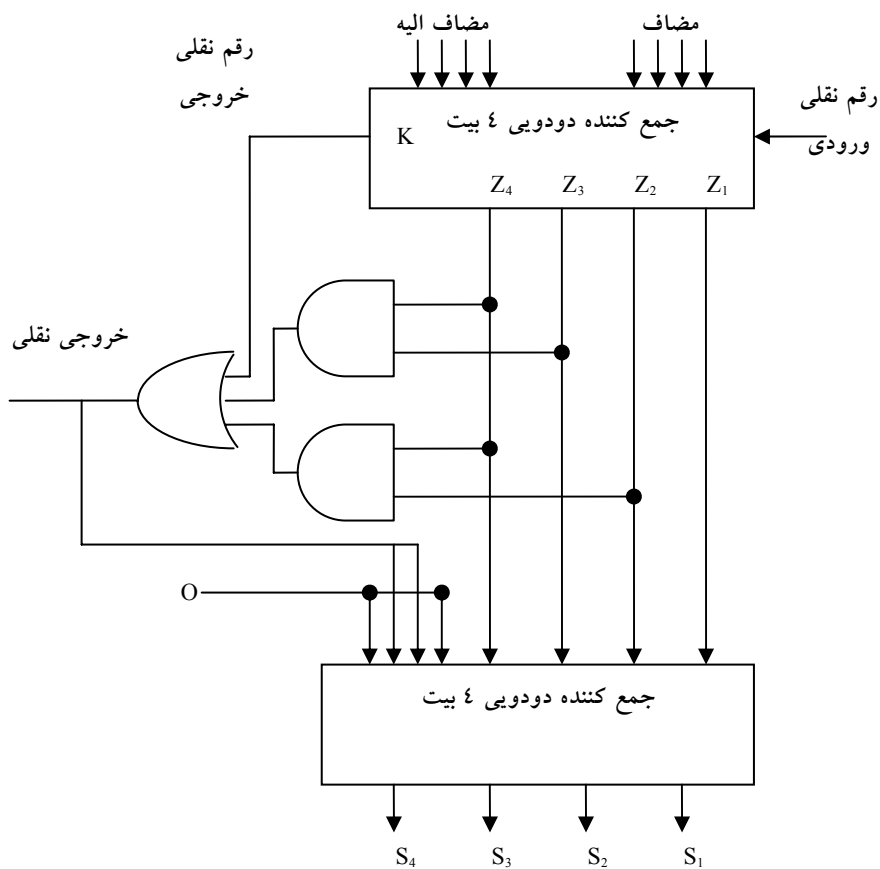 مضاف الیه
مضاف
رقم نقلی
خروجی
رقم نقلی
ورودی
جمع کننده دودویی ٤ بیت
K
Z4 Z3 Z2 Z1
خروجی نقلی
O
جمع کننده دودویی ٤ بیت
S4 S3 S2 S1